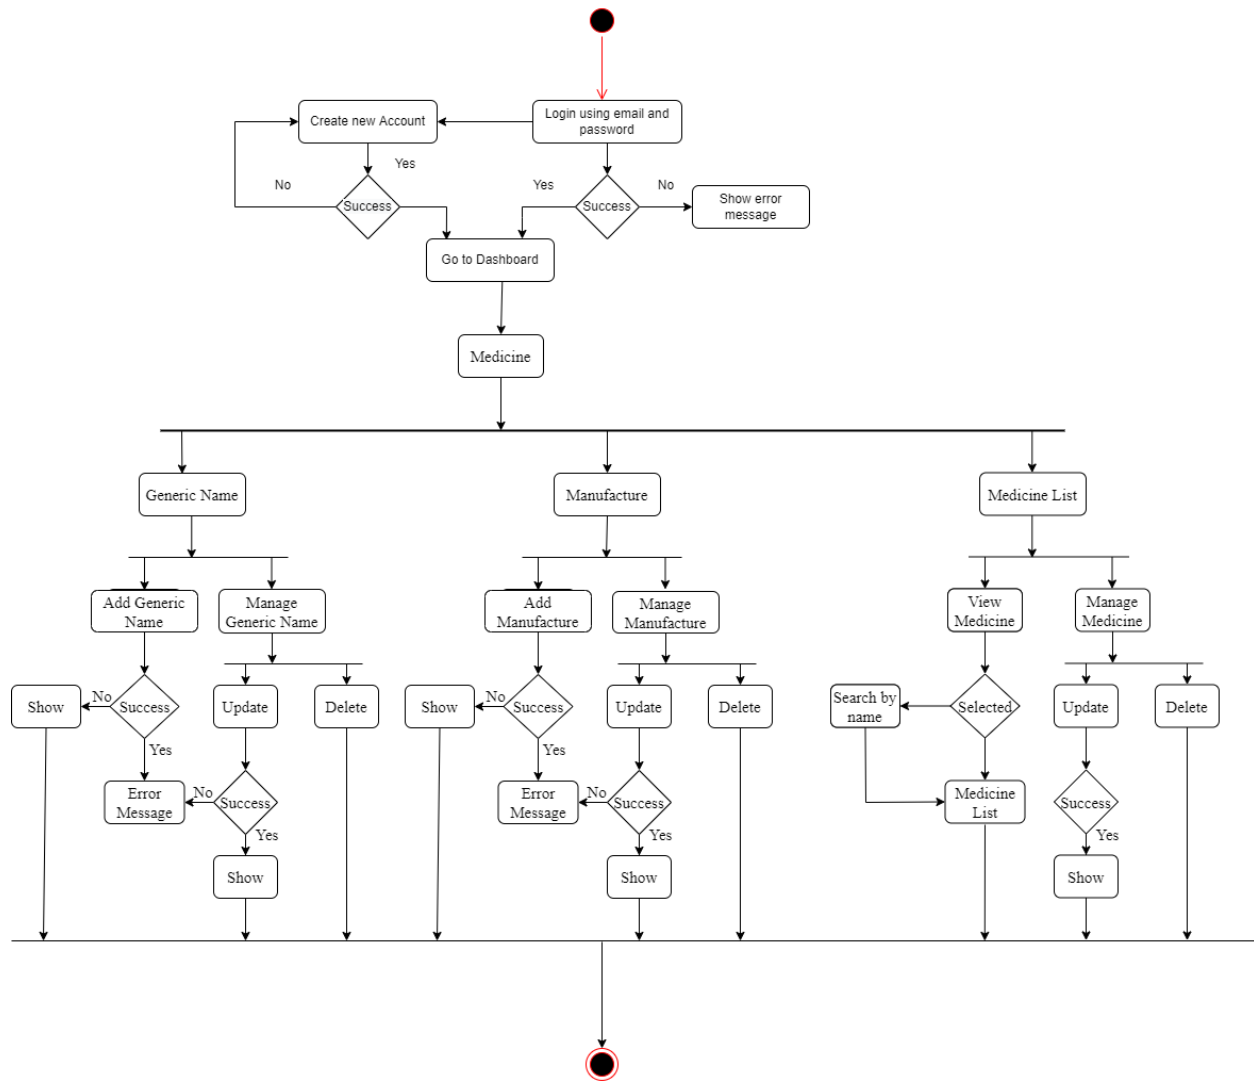 Create new Account
Login using email and
password
Yes
No
Success
Yes
Success
No
Show error
message
Go to Dashboard
Medicine
Generic Name
Manufacture
Medicine List
Add Generic
Name
Manage
Generic Name
Add
Manufacture
Manage
Manufacture
View
Medicine
Manage
Medicine
Show
No
Success
Update
Delete
Show
No
Success
Update
Delete
Search by
name
Selected
Update
Delete
Yes
Yes
Error
Message
No
Success
Error
Message
No
Success
Medicine
List
Success
Yes
Yes
Yes
Show
Show
Show